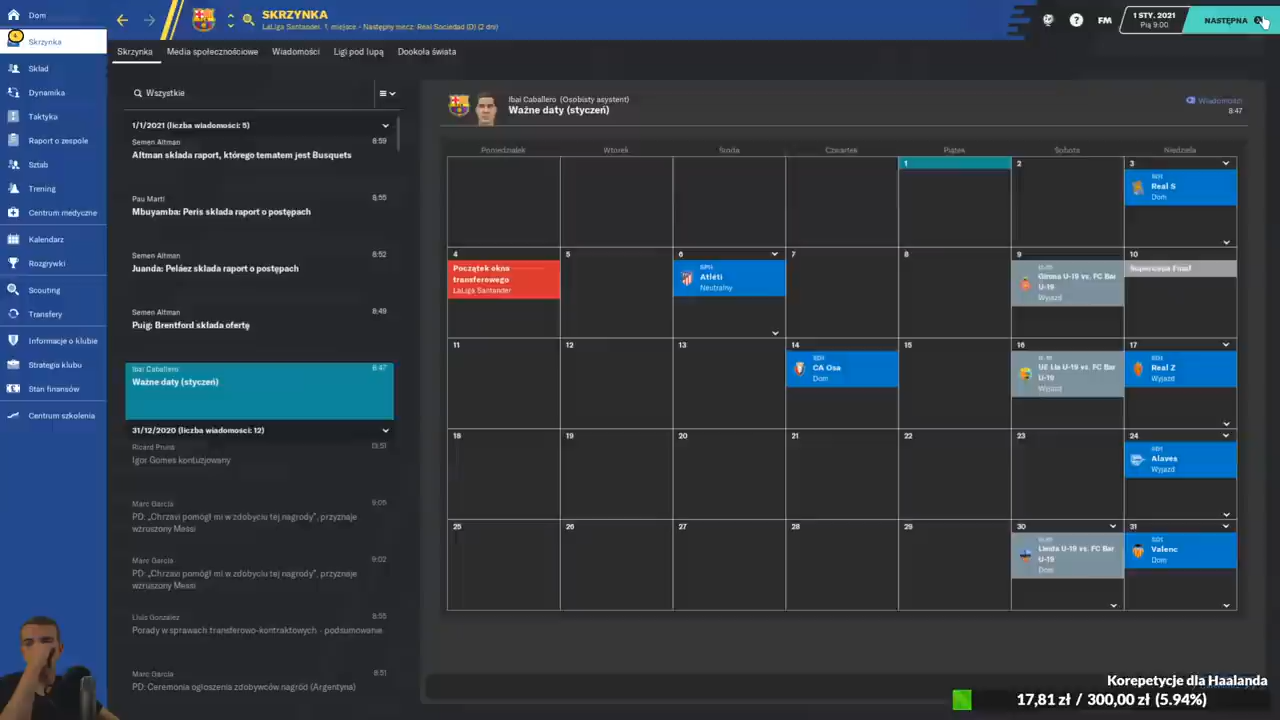 Dom
SKRZYNKA
LaLiga Santander: 1. miejsce - Następny mecz: Real Sociedad (D) (2 dni)
FM
1 STY. 2021
Pią 9:00
NASTĘPNA
Skrzynka
Skład
Dynamika
Taktyka
Raport o zespole
Sztab
Trening
Centrum medyczne
Kalendarz
Rozgrywki
Scouting
Transfery
Informacje o klubie
Strategia klubu
Stan finansów
Centrum szkolenia
Skrzynka Media społecznościowe Wiadomości Ligi pod lupą Dookoła świata
Wszystkie
1/1/2021 (liczba wiadomości: 5)
Semen Altman 8:59
Altman składa raport, którego tematem jest Busquets
Pau Martí 8:55
Mbuyamba: Peris składa raport o postępach
Semen Altman 8:52
Juanda: Peláez składa raport o postępach
Semen Altman 8:49
Puig: Brentford składa ofertę
Ibai Caballero 8:47
Ważne daty (styczeń)
31/12/2020 (liczba wiadomości: 12)
Ricard Pruna
Igor Gomes kontuzjowany
Marc García 9:05
PD: „Chrzavi pomógł mi w zdobyciu tej nagrody", przyznaje
wzruszony Messi
Marc García 9:02
PD: „Chrzavi pomógł mi w zdobyciu tej nagrody", przyznaje
wzruszony Messi
Lluís González 8:55
Porady w sprawach transferowo-kontraktowych - podsumowanie
Marc García 8:51
PD: Ceremonia ogłoszenia zdobywców nagród (Argentyna)
Ibai Caballero (Osobisty asystent)
Ważne daty (styczeń)
Wiadomości
8:47
Poniedziałek Wtorek Środa Czwartek Piątek Sobota Niedziela
1 2 3
Real S
Dom
4 5 6 7 8 9 10
Początek okna
transferowego
LaLiga Santander
Atléti
Neutralny
Girona U-19 vs. FC Bar
U-19
Wyjazd
Supercopa Final
11 12 13 14 15 16 17
CA Osa
Dom
UE Lla U-19 vs. FC Bar
U-19
Wyjazd
Real Z
Wyjazd
18 19 20 21 22 23 24
Alaves
Wyjazd
25 26 27 28 29 30 31
Lleida U-19 vs. FC Bar
U-19
Dom
Valenc
Dom
Korepetycje dla Haalanda
17,81 zł / 300,00 zł (5.94%)